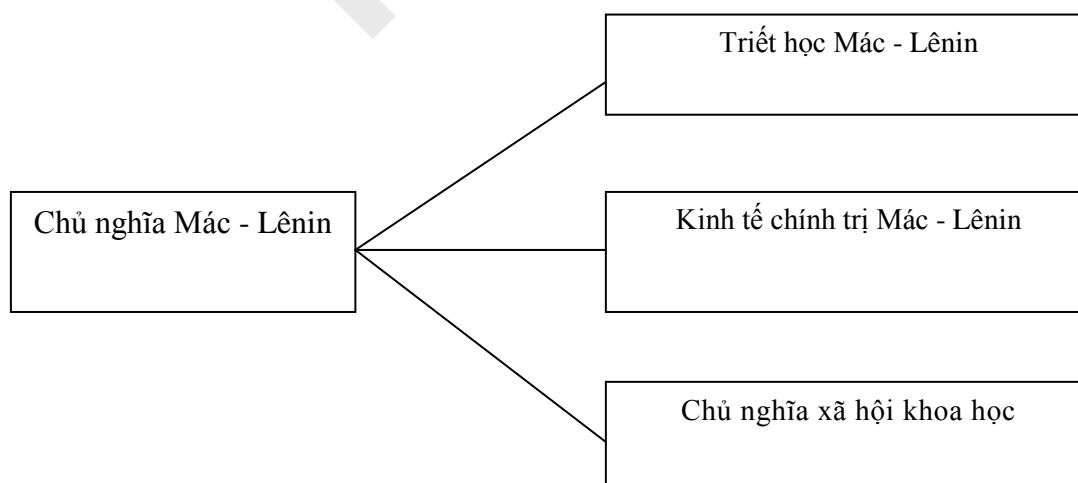 Triết học Mác - Lênin
Chủ nghĩa Mác - Lênin
Kinh tế chính trị Mác - Lênin
Chủ nghĩa xã hội khoa học